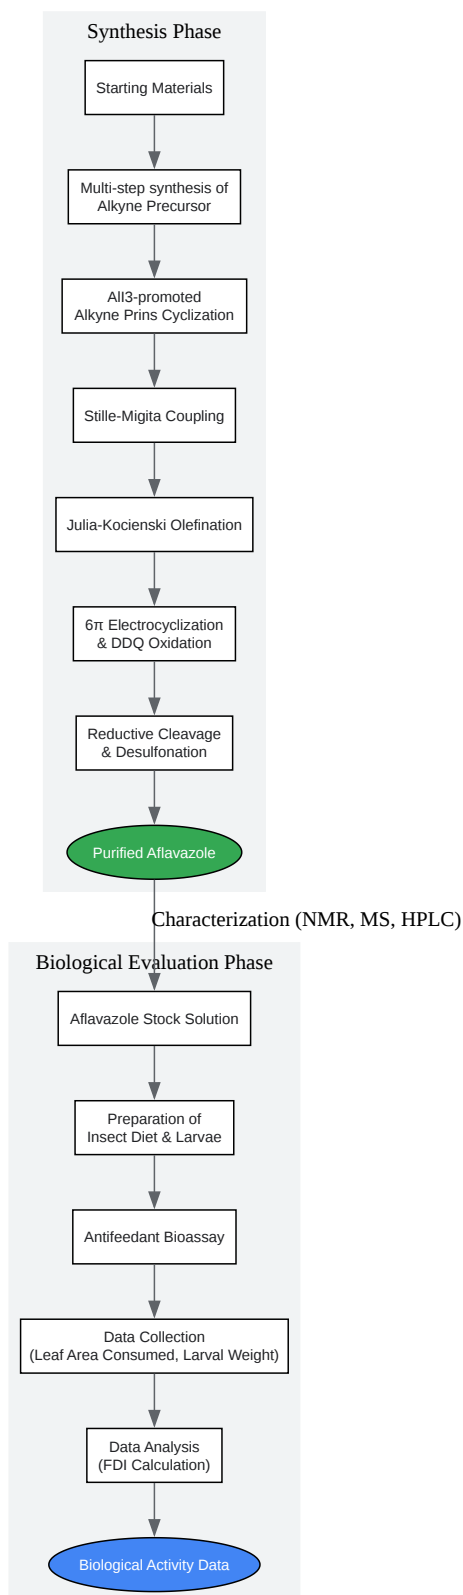 Synthesis Phase
Starting Materials
Multi-step synthesis of
Alkyne Precursor
AlI3-promoted
Alkyne Prins Cyclization
Stille-Migita Coupling
Julia-Kocienski Olefination
6π Electrocyclization
& DDQ Oxidation
Reductive Cleavage
& Desulfonation
Purified Aflavazole
Characterization (NMR, MS, HPLC)
Biological Evaluation Phase
Aflavazole Stock Solution
Preparation of
Insect Diet & Larvae
Antifeedant Bioassay
Data Collection
(Leaf Area Consumed, Larval Weight)
Data Analysis
(FDI Calculation)
Biological Activity Data